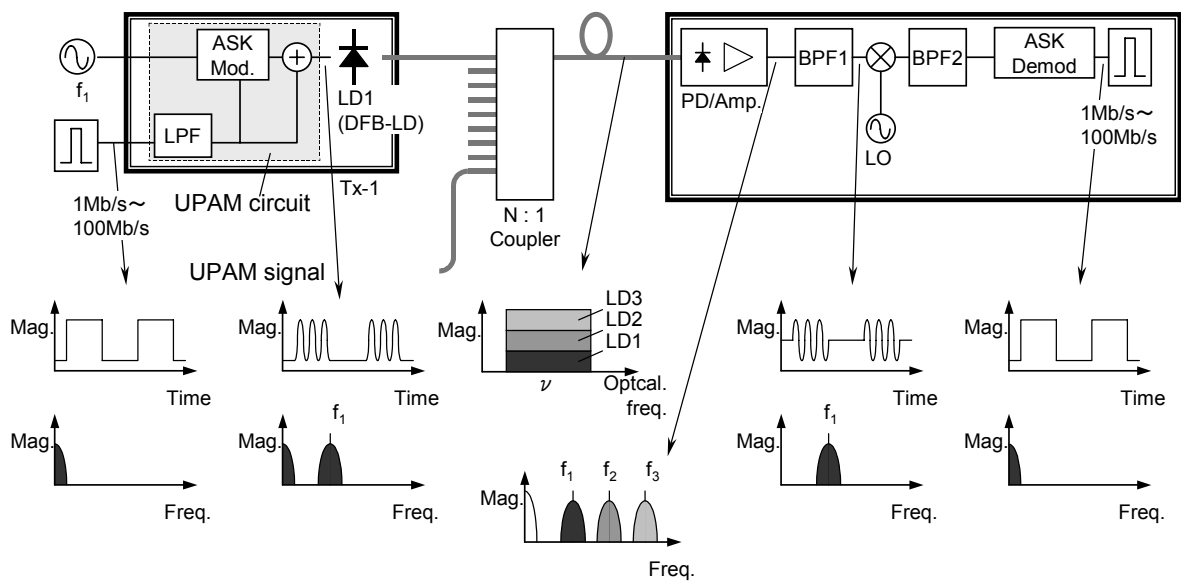 ASK
Mod.
f1
LPF
LD1
(DFB-LD)
Tx-1
1Mb/s～
100Mb/s
UPAM circuit
UPAM signal
N : 1
Coupler
PD/Amp.
BPF1
LO
BPF2
ASK
Demod
1Mb/s～
100Mb/s
Mag.
Time
Mag.
Time
Mag.
LD3
LD2
LD1
ν
Optcal.
freq.
Mag.
Time
Mag.
Time
Mag.
Freq.
Mag.
f1
Freq.
Mag.
f1
f2
f3
Freq.
Mag.
f1
Freq.
Mag.
Freq.